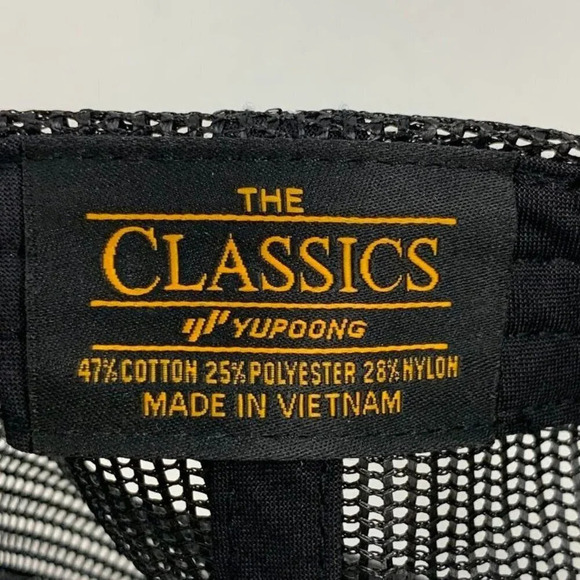 THE
CLASSICS
YUPOONG
47% COTTON 25% POLYESTER 28% NYLON
MADE IN VIETNAM